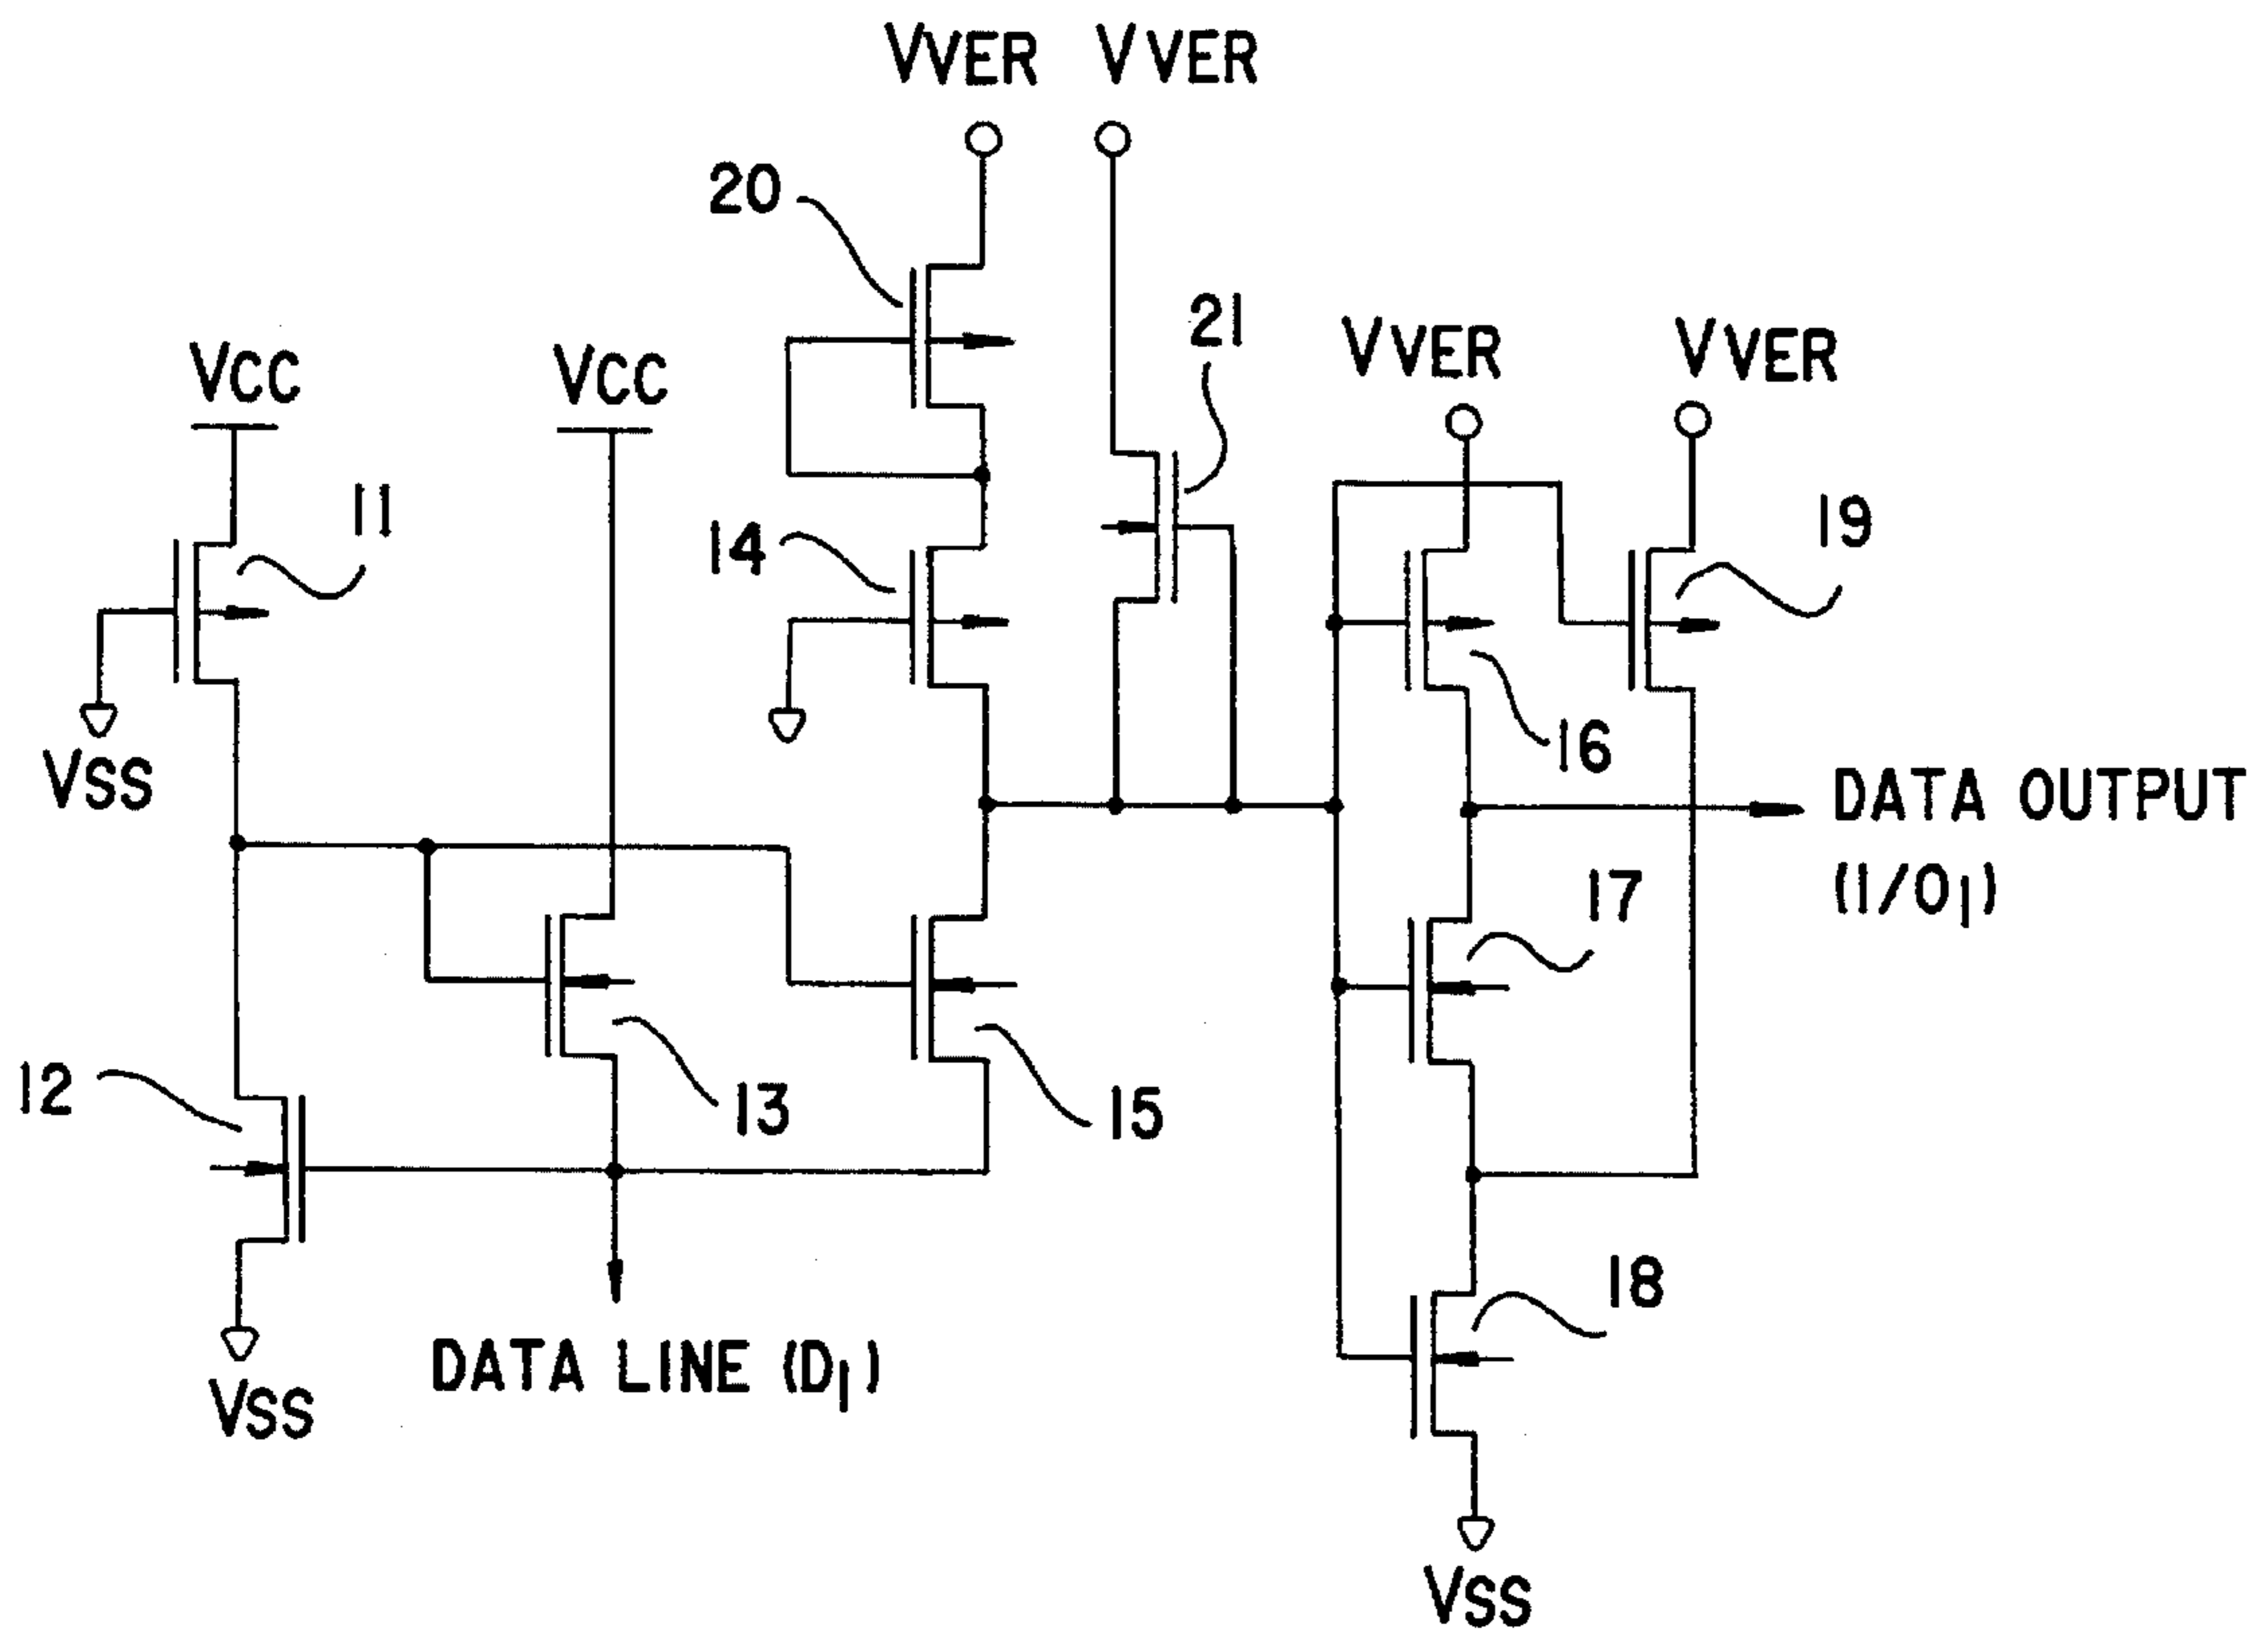 VVER VVER
20
21
VVER VVER
VCC VCC
11
19
14
16
VSS
DATA OUTPUT
(I/O1)
17
12
13
15
18
DATA LINE (D1)
VSS
VSS